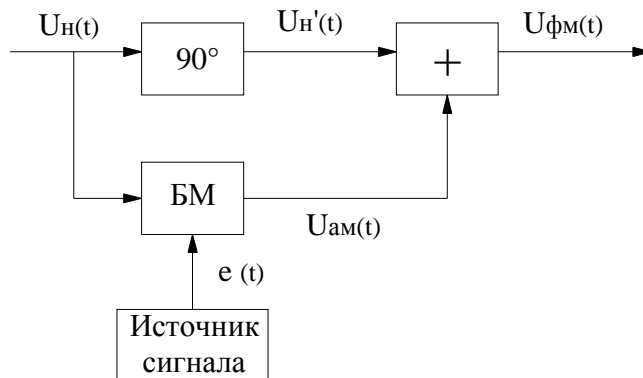 Uн(t)
90°
Uн'(t)
+
Uфм(t)
БМ
Uам(t)
e (t)
Источник
сигнала